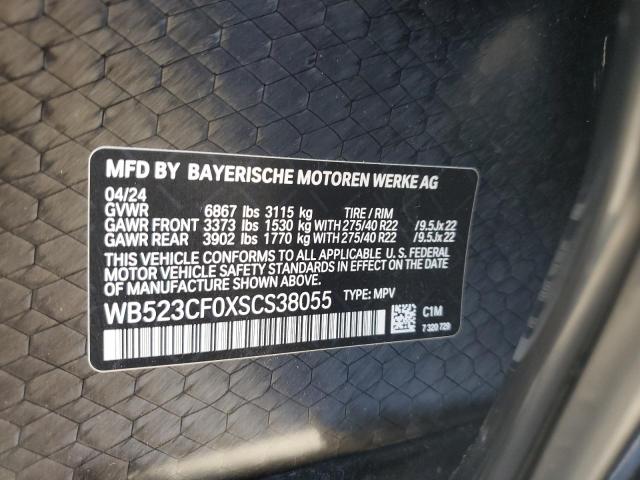 MFD BY BAYERISCHE MOTOREN WERKE AG
04/24
GVWR 6867 lbs 3115 kg TIRE / RIM
GAWR FRONT 3373 lbs 1530 kg WITH 275/40 R22 /9.5Jx22
GAWR REAR 3902 lbs 1770 kg WITH 275/40 R22 /9.5Jx22
THIS VEHICLE CONFORMS TO ALL APPLICABLE U. S. FEDERAL
MOTOR VEHICLE SAFETY STANDARDS IN EFFECT ON THE DATE
OF MANUFACTURE SHOWN ABOVE.
WB523CF0XSCS38055 TYPE: MPV
C1M
7 320 729